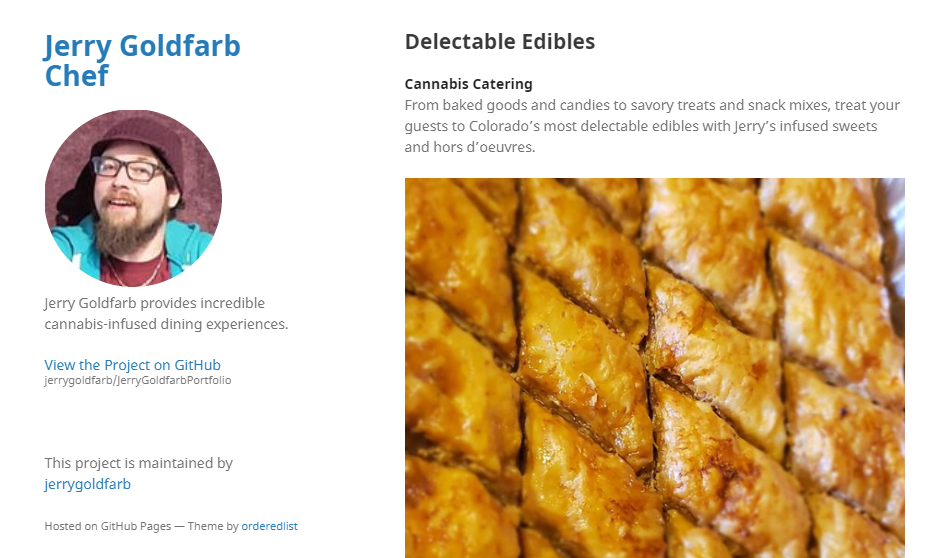 Jerry Goldfarb
Chef
Jerry Goldfarb provides incredible
cannabis-infused dining experiences.
View the Project on GitHub
jerrygoldfarb/JerryGoldfarbPortfolio
This project is maintained by
jerrygoldfarb
Hosted on GitHub Pages — Theme by orderedlist
Delectable Edibles
Cannabis Catering
From baked goods and candies to savory treats and snack mixes, treat your
guests to Colorado’s most delectable edibles with Jerry’s infused sweets
and hors d’oeuvres.